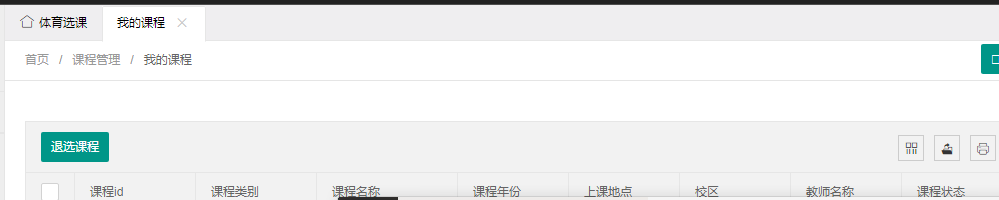 体育选课 我的课程
首页 / 课程管理 / 我的课程
退选课程
课程id 课程类别 课程名称 课程年份 上课地点 校区 教师名称 课程状态